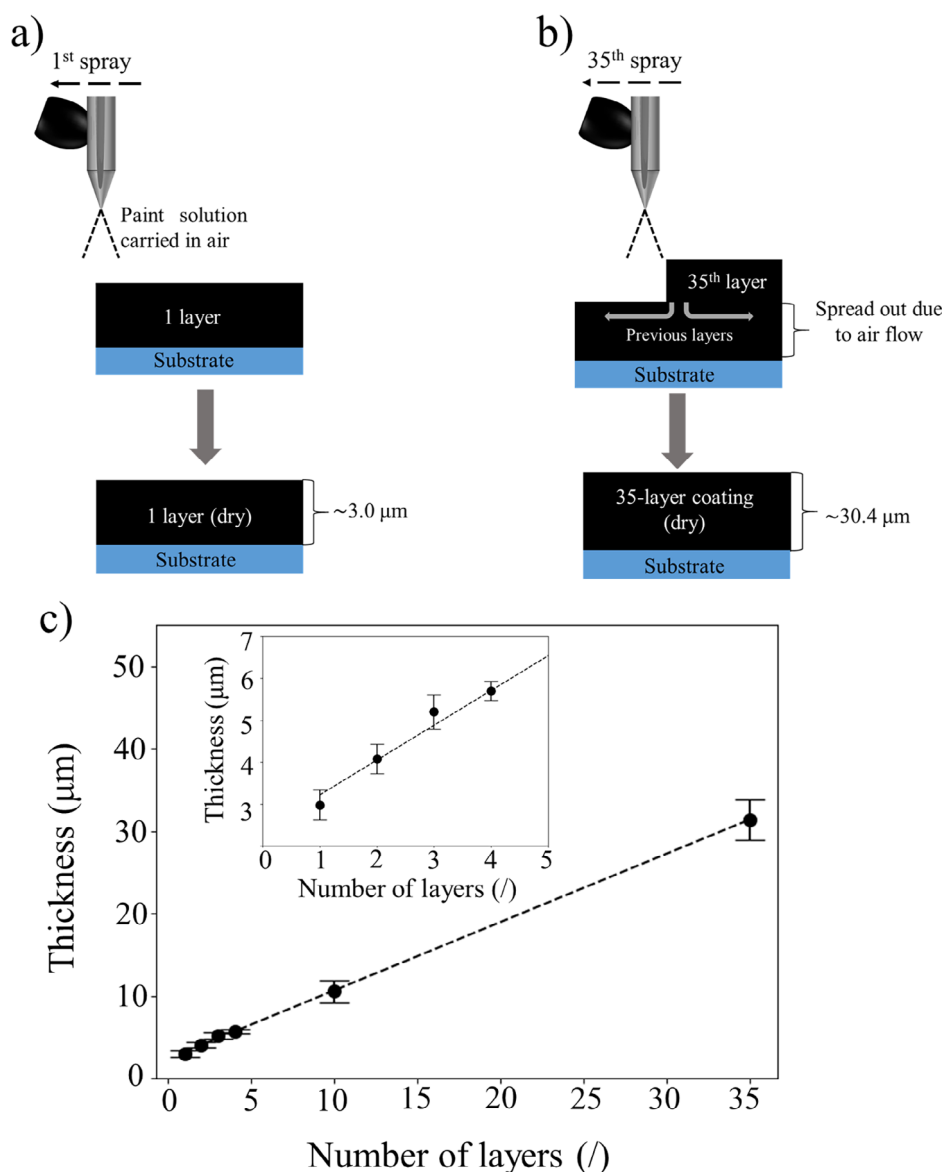 a)
1st spray
Paint solution
carried in air
1 layer
Substrate
1 layer (dry)
Substrate
~3.0 μm
b)
35th spray
35th layer
Previous layers
Substrate
Spread out due
to air flow
35-layer coating
(dry)
Substrate
~30.4 μm
c)
Thickness (μm)
50
40
30
20
10
0
0
5
10
15
20
25
30
35
Number of layers (/)
Thickness (μm)
7
6
5
4
3
0
1
2
3
4
5
Number of layers (/)